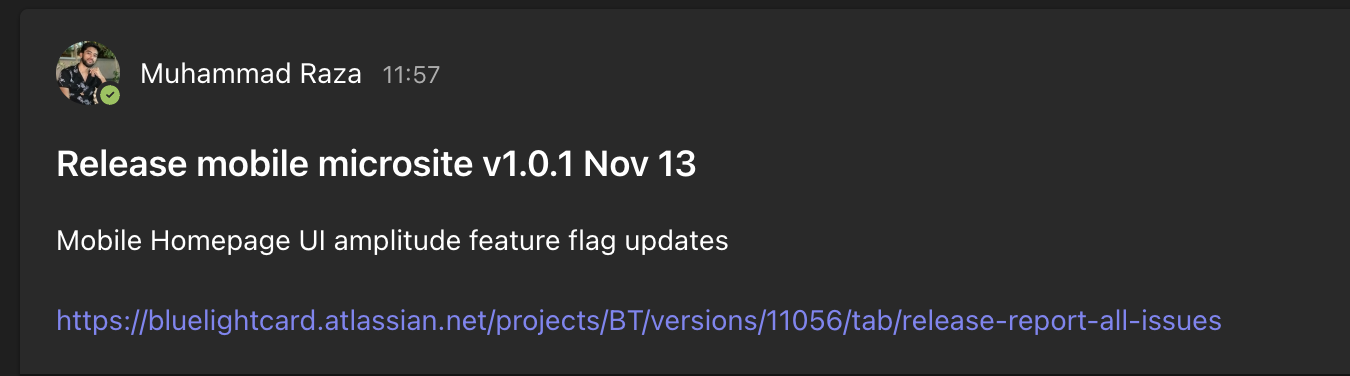 Muhammad Raza 11:57
Release mobile microsite v1.0.1 Nov 13
Mobile Homepage UI amplitude feature flag updates
https://bluelightcard.atlassian.net/projects/BT/versions/11056/tab/release-report-all-issues